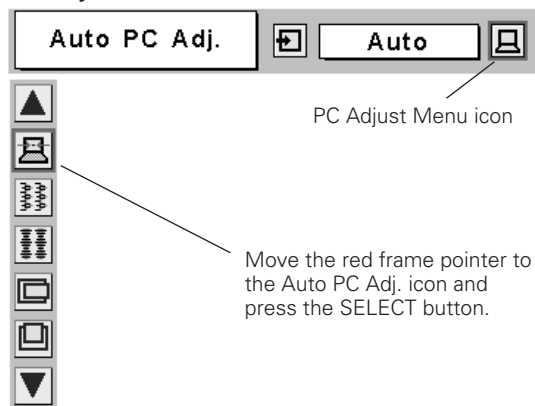 Auto PC Adj.
Auto
PC Adjust Menu icon
Move the red frame pointer to
the Auto PC Adj. icon and
press the SELECT button.